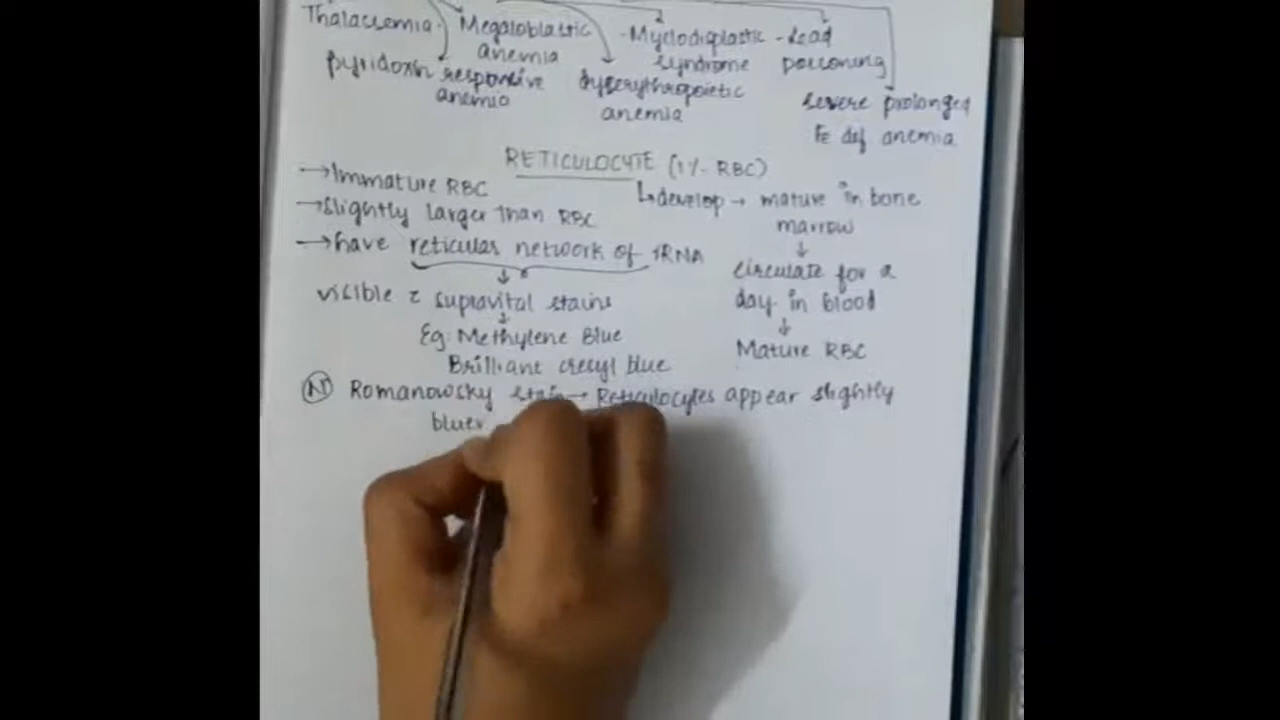 Thalassemia. Megaloblastic - Myelodisplastic - Lead
anemia syndrome poisoning
pyridoxin responsive dyserythropoietic
anemia anemia
severe prolonged
Fe def anemia
RETICULOCYTE (1% RBC)
→ Immature RBC
→ Slightly larger than RBC
→ have reticular network of rRNA
↓
visible c supravital stains
↓
Eg: Methylene Blue
Brilliant cresyl blue
↳ develop → mature in bone
marrow
↓
circulate for a
day in blood
↓
Mature RBC
(N) Romanowsky stain → Reticulocytes appear slightly
bluer